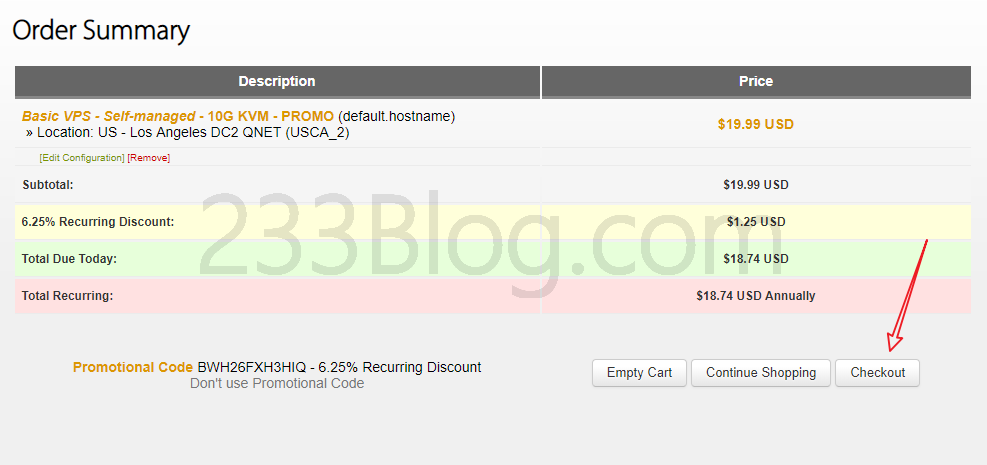 Order Summary
Description Price
Basic VPS - Self-managed - 10G KVM - PROMO (default.hostname)
» Location: US - Los Angeles DC2 QNET (USCA_2)
$19.99 USD
[Edit Configuration] [Remove]
Subtotal: $19.99 USD
6.25% Recurring Discount: $1.25 USD
Total Due Today: $18.74 USD
Total Recurring: $18.74 USD Annually
233Blog.com
Promotional Code BWH26FXH3HIQ - 6.25% Recurring Discount
Don't use Promotional Code
Empty Cart Continue Shopping Checkout